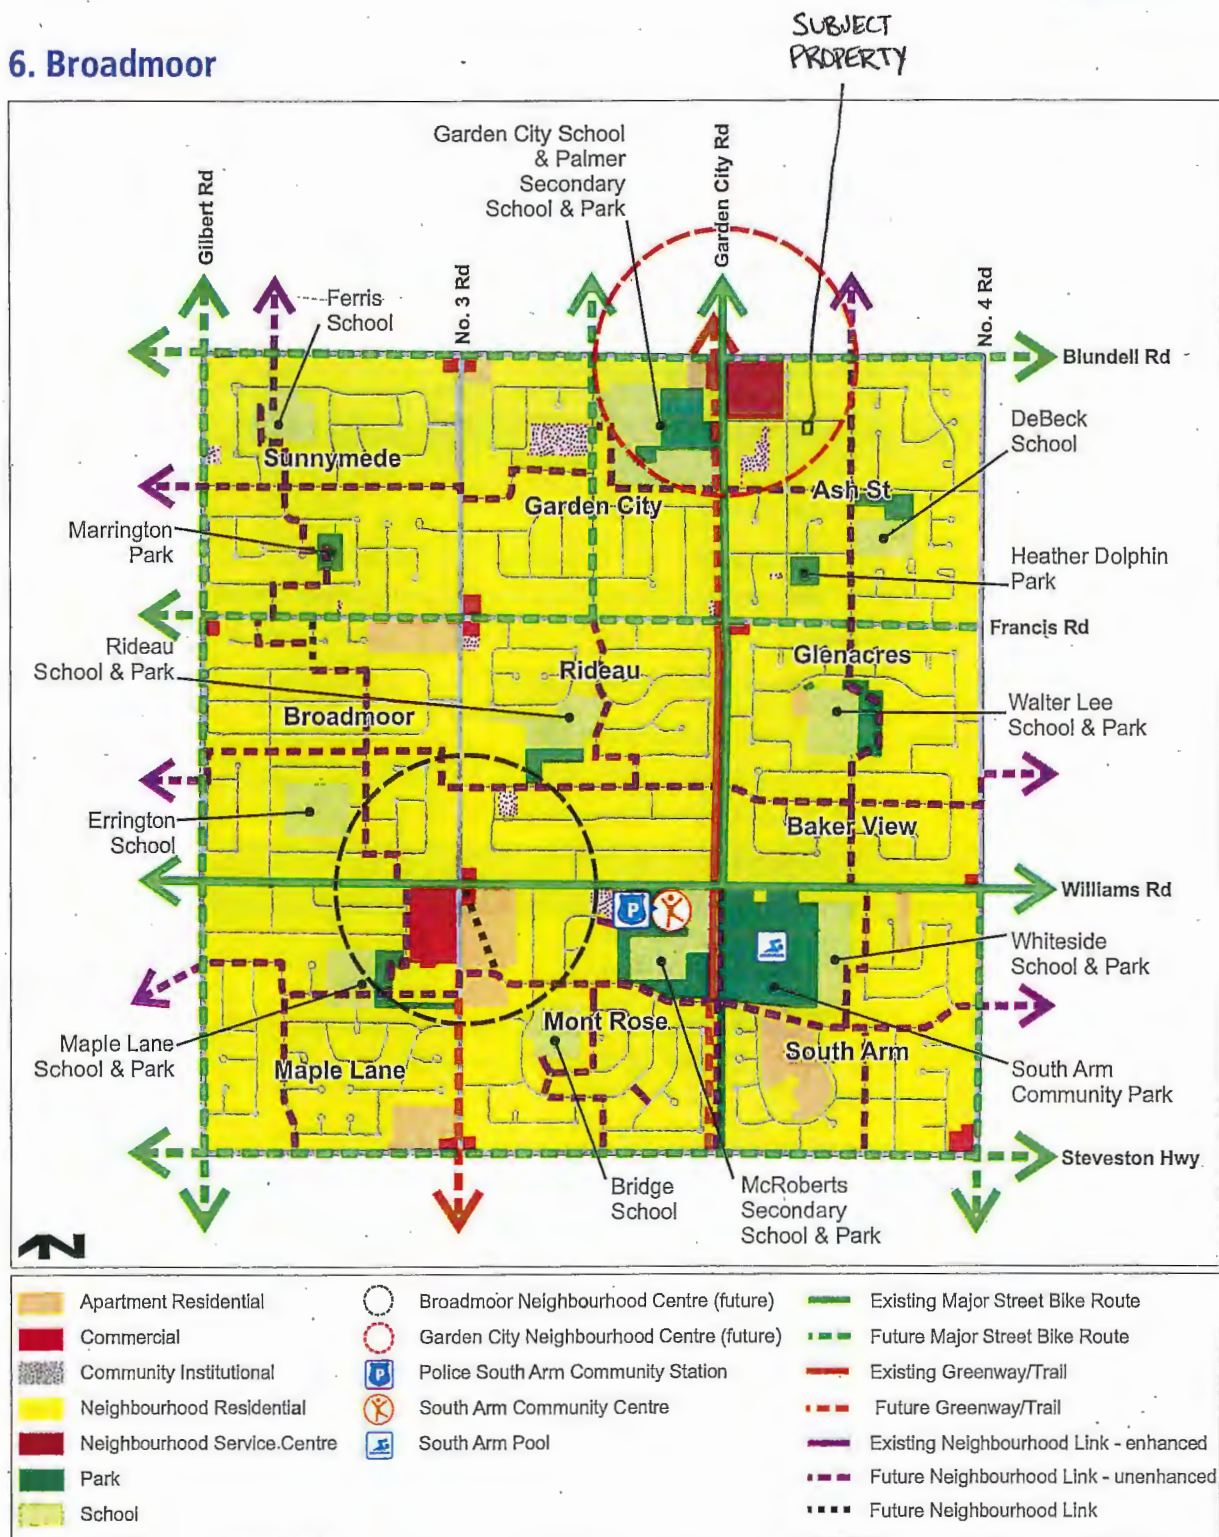 SUBJECT
PROPERTY
6. Broadmoor
Garden City School
& Palmer
Secondary
School & Park
Garden City Rd
Gilbert Rd
No. 3 Rd
No. 4 Rd
Ferris
School
Blundell Rd
DeBeck
School
Sunnymede
Garden City
Ash St
Marrington
Park
Heather Dolphin
Park
Francis Rd
Rideau
School & Park
Rideau
Glenacres
Broadmoor
Walter Lee
School & Park
Errington
School
Baker View
Williams Rd
P
Whiteside
School & Park
Mont Rose
Maple Lane
School & Park
Maple Lane
South Arm
South Arm
Community Park
Steveston Hwy
Bridge
School
McRoberts
Secondary
School & Park
N
Apartment Residential
Commercial
Community Institutional
Neighbourhood Residential
Neighbourhood Service Centre
Park
School
Broadmoor Neighbourhood Centre (future)
Garden City Neighbourhood Centre (future)
P
Police South Arm Community Station
South Arm Community Centre
South Arm Pool
Existing Major Street Bike Route
Future Major Street Bike Route
Existing Greenway/Trail
Future Greenway/Trail
Existing Neighbourhood Link - enhanced
Future Neighbourhood Link - unenhanced
Future Neighbourhood Link